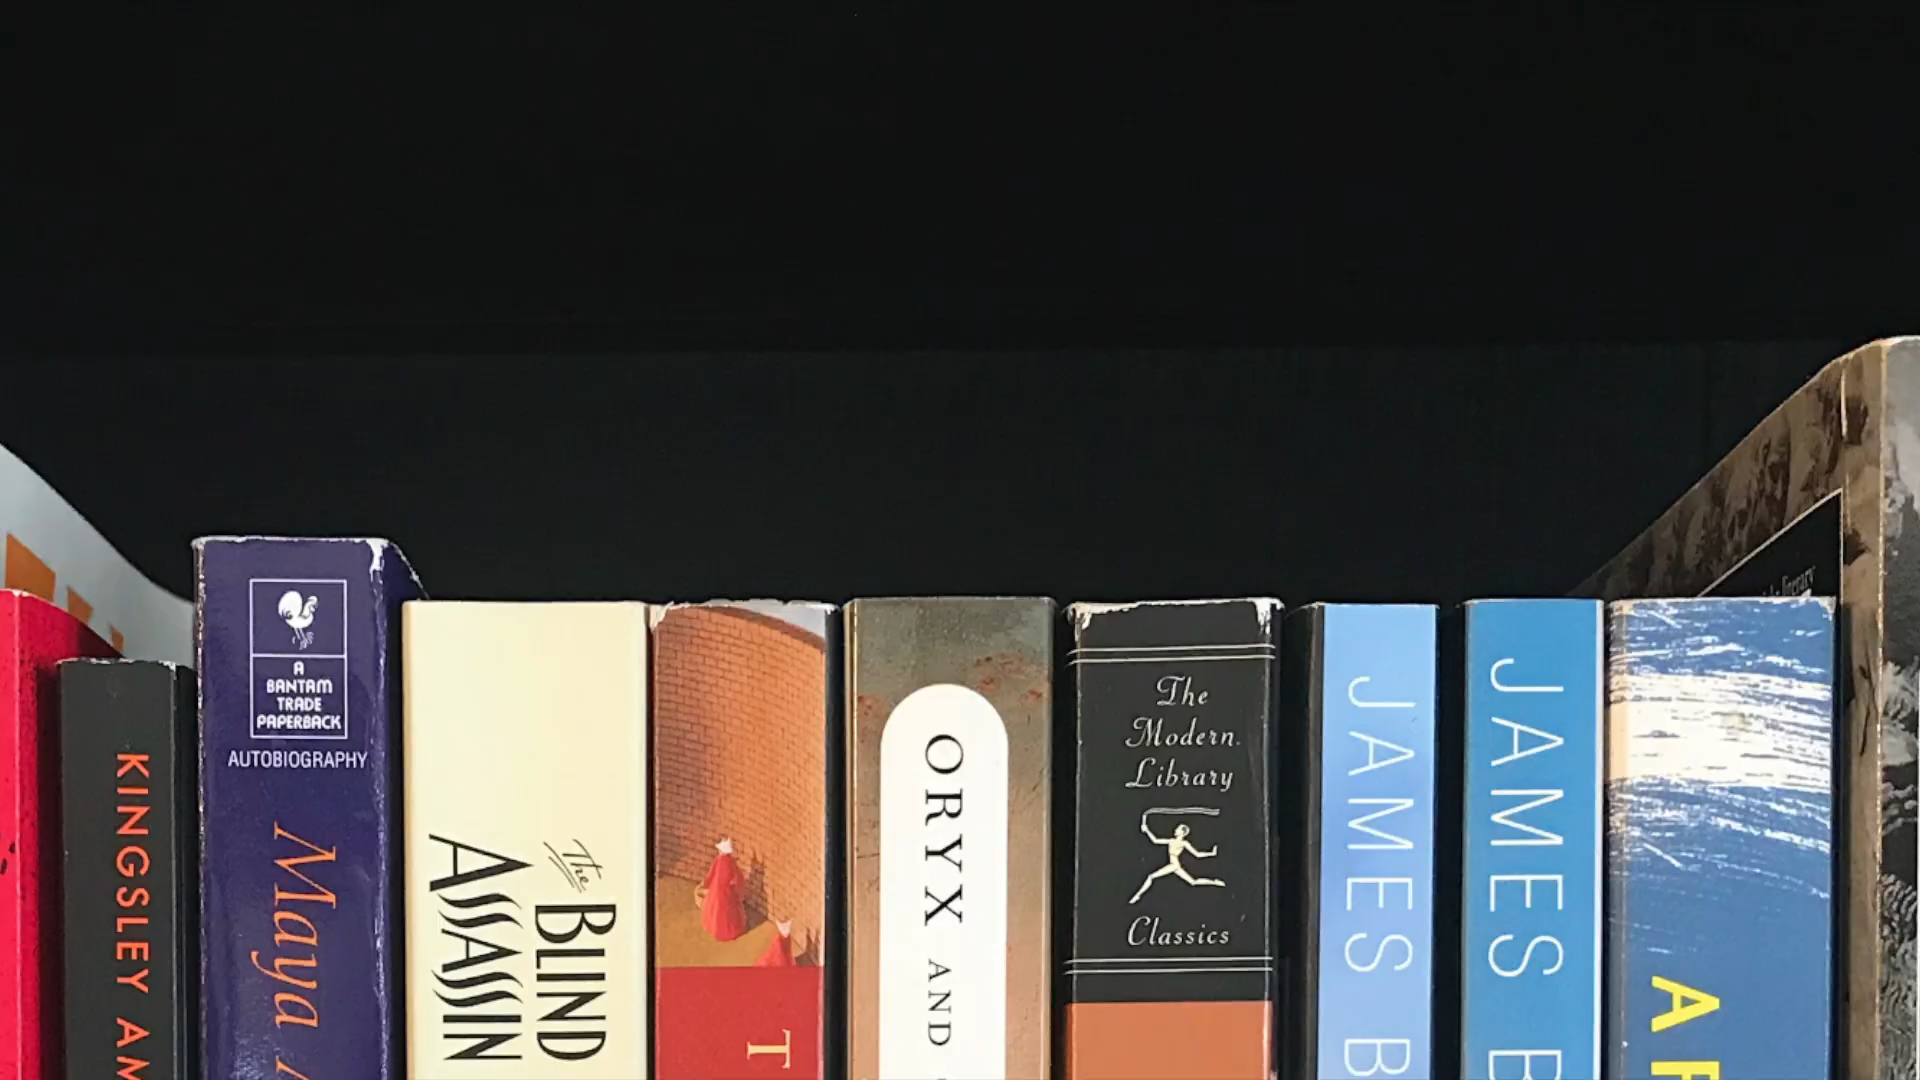 KINGSLEY AM
A
BANTAM
TRADE
PAPERBACK
AUTOBIOGRAPHY
Maya
The BLIND
ASSASSIN
T
ORYX AND
The
Modern
Library
Classics
JAMES B
JAMES B
A